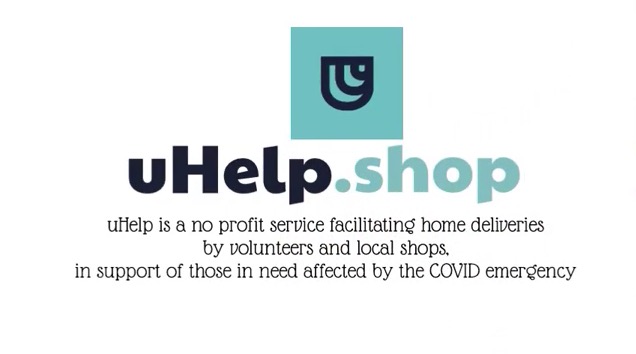 uHelp.shop
uHelp is a no profit service facilitating home deliveries
by volunteers and local shops,
in support of those in need affected by the COVID emergency